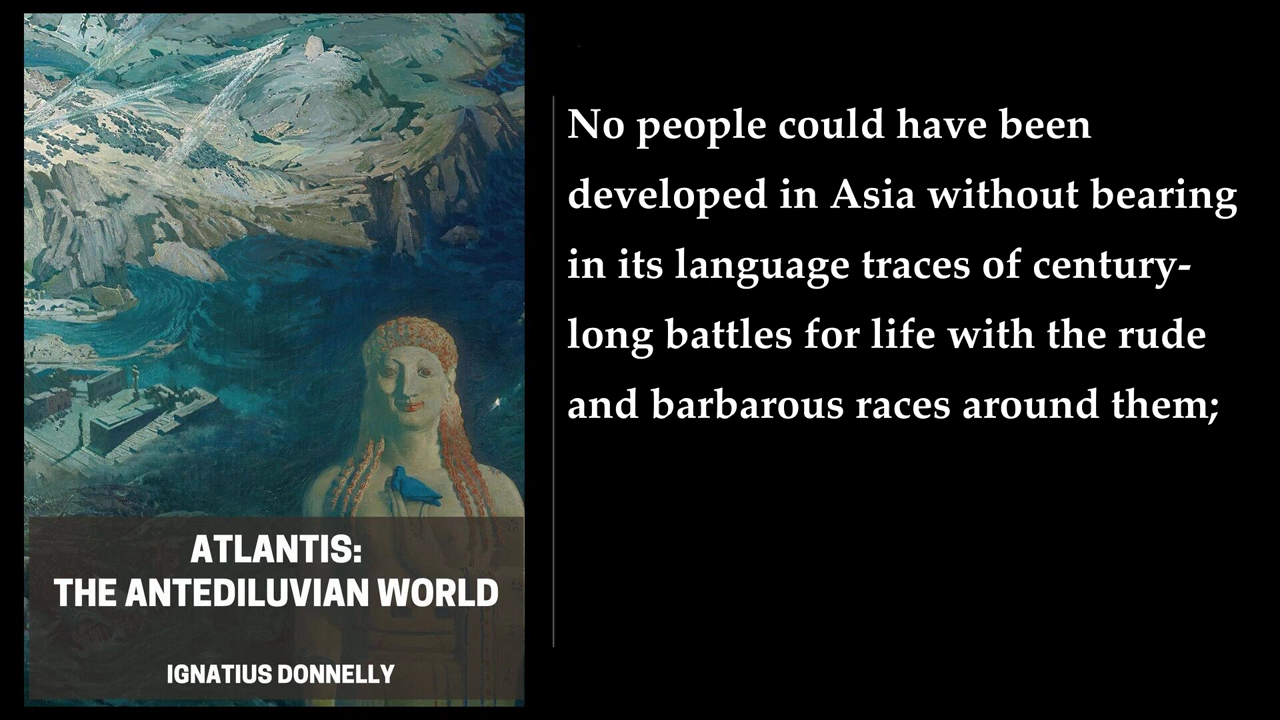 No people could have been
developed in Asia without bearing
in its language traces of century-
long battles for life with the rude
and barbarous races around them;
ATLANTIS:
THE ANTEDILUVIAN WORLD
IGNATIUS DONNELLY